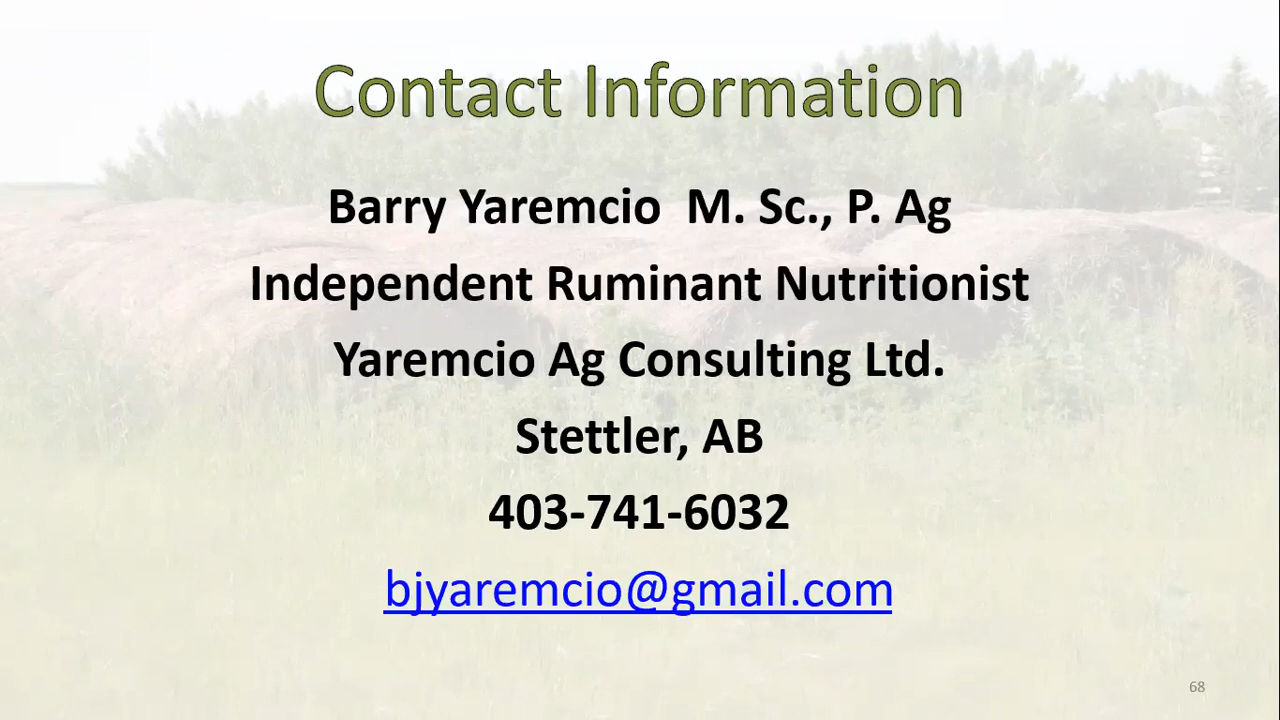 Contact Information
Barry Yaremcio  M. Sc., P. Ag
Independent Ruminant Nutritionist
Yaremcio Ag Consulting Ltd.
Stettler, AB
403-741-6032
bjyaremcio@gmail.com
68